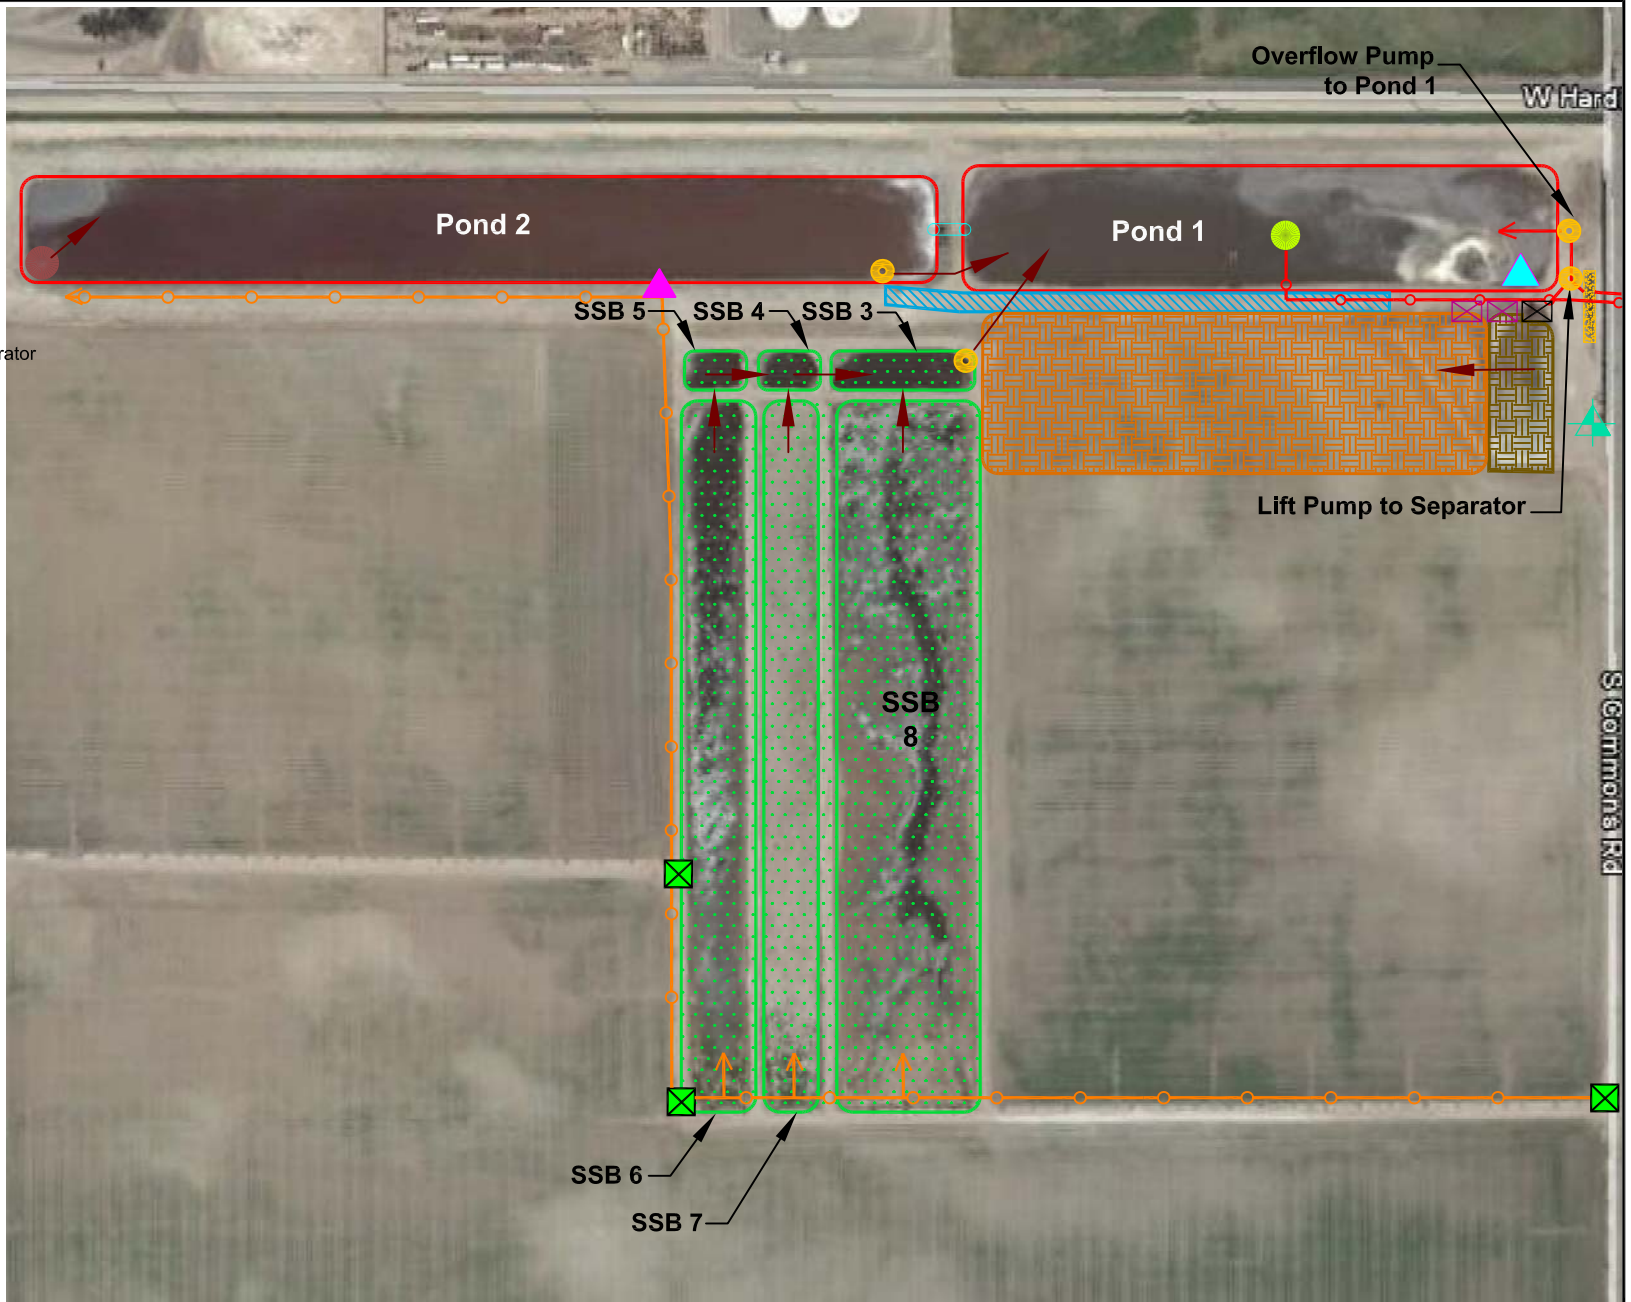 Overflow Pump
to Pond 1
W Hard
Pond 2
Pond 1
SSB 5
SSB 4
SSB 3
rator
Lift Pump to Separator
SSB
8
S Commons Rd
SSB 6
SSB 7